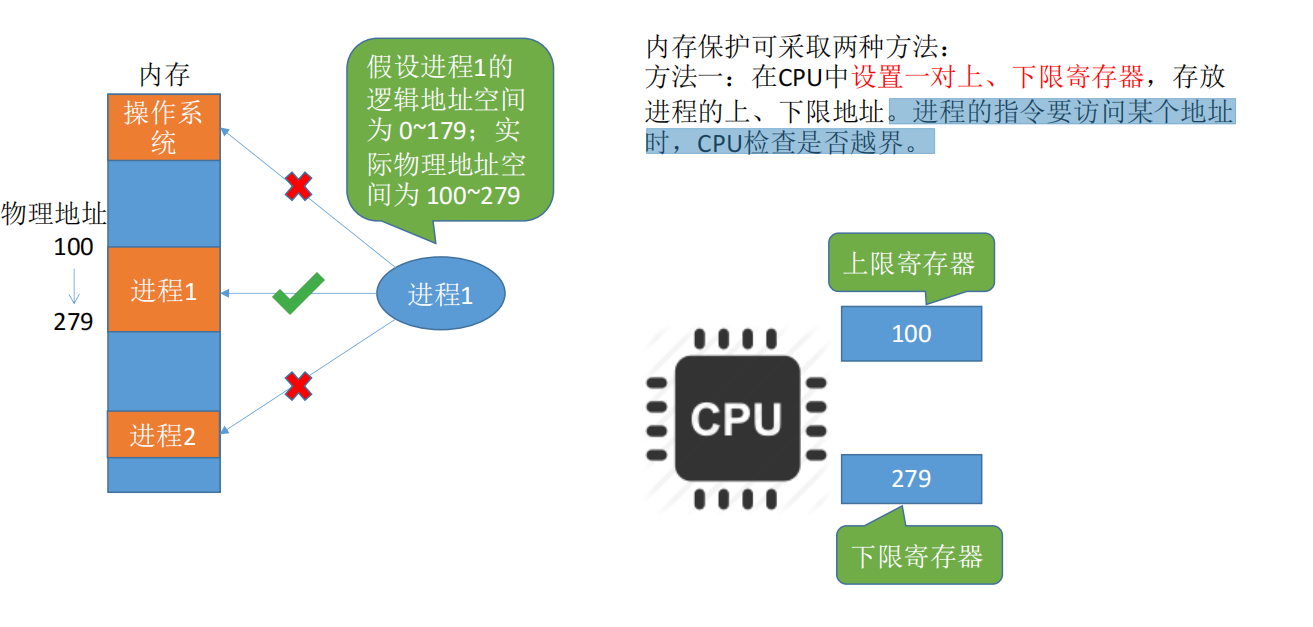 内存
操作系
统
物理地址
100
279
进程1
进程2
假设进程1的
逻辑地址空间
为 0~179；实
际物理地址空
间为 100~279
进程1
内存保护可采取两种方法：
方法一：在CPU中设置一对上、下限寄存器，存放
进程的上、下限地址。进程的指令要访问某个地址
时，CPU检查是否越界。
上限寄存器
100
CPU
279
下限寄存器